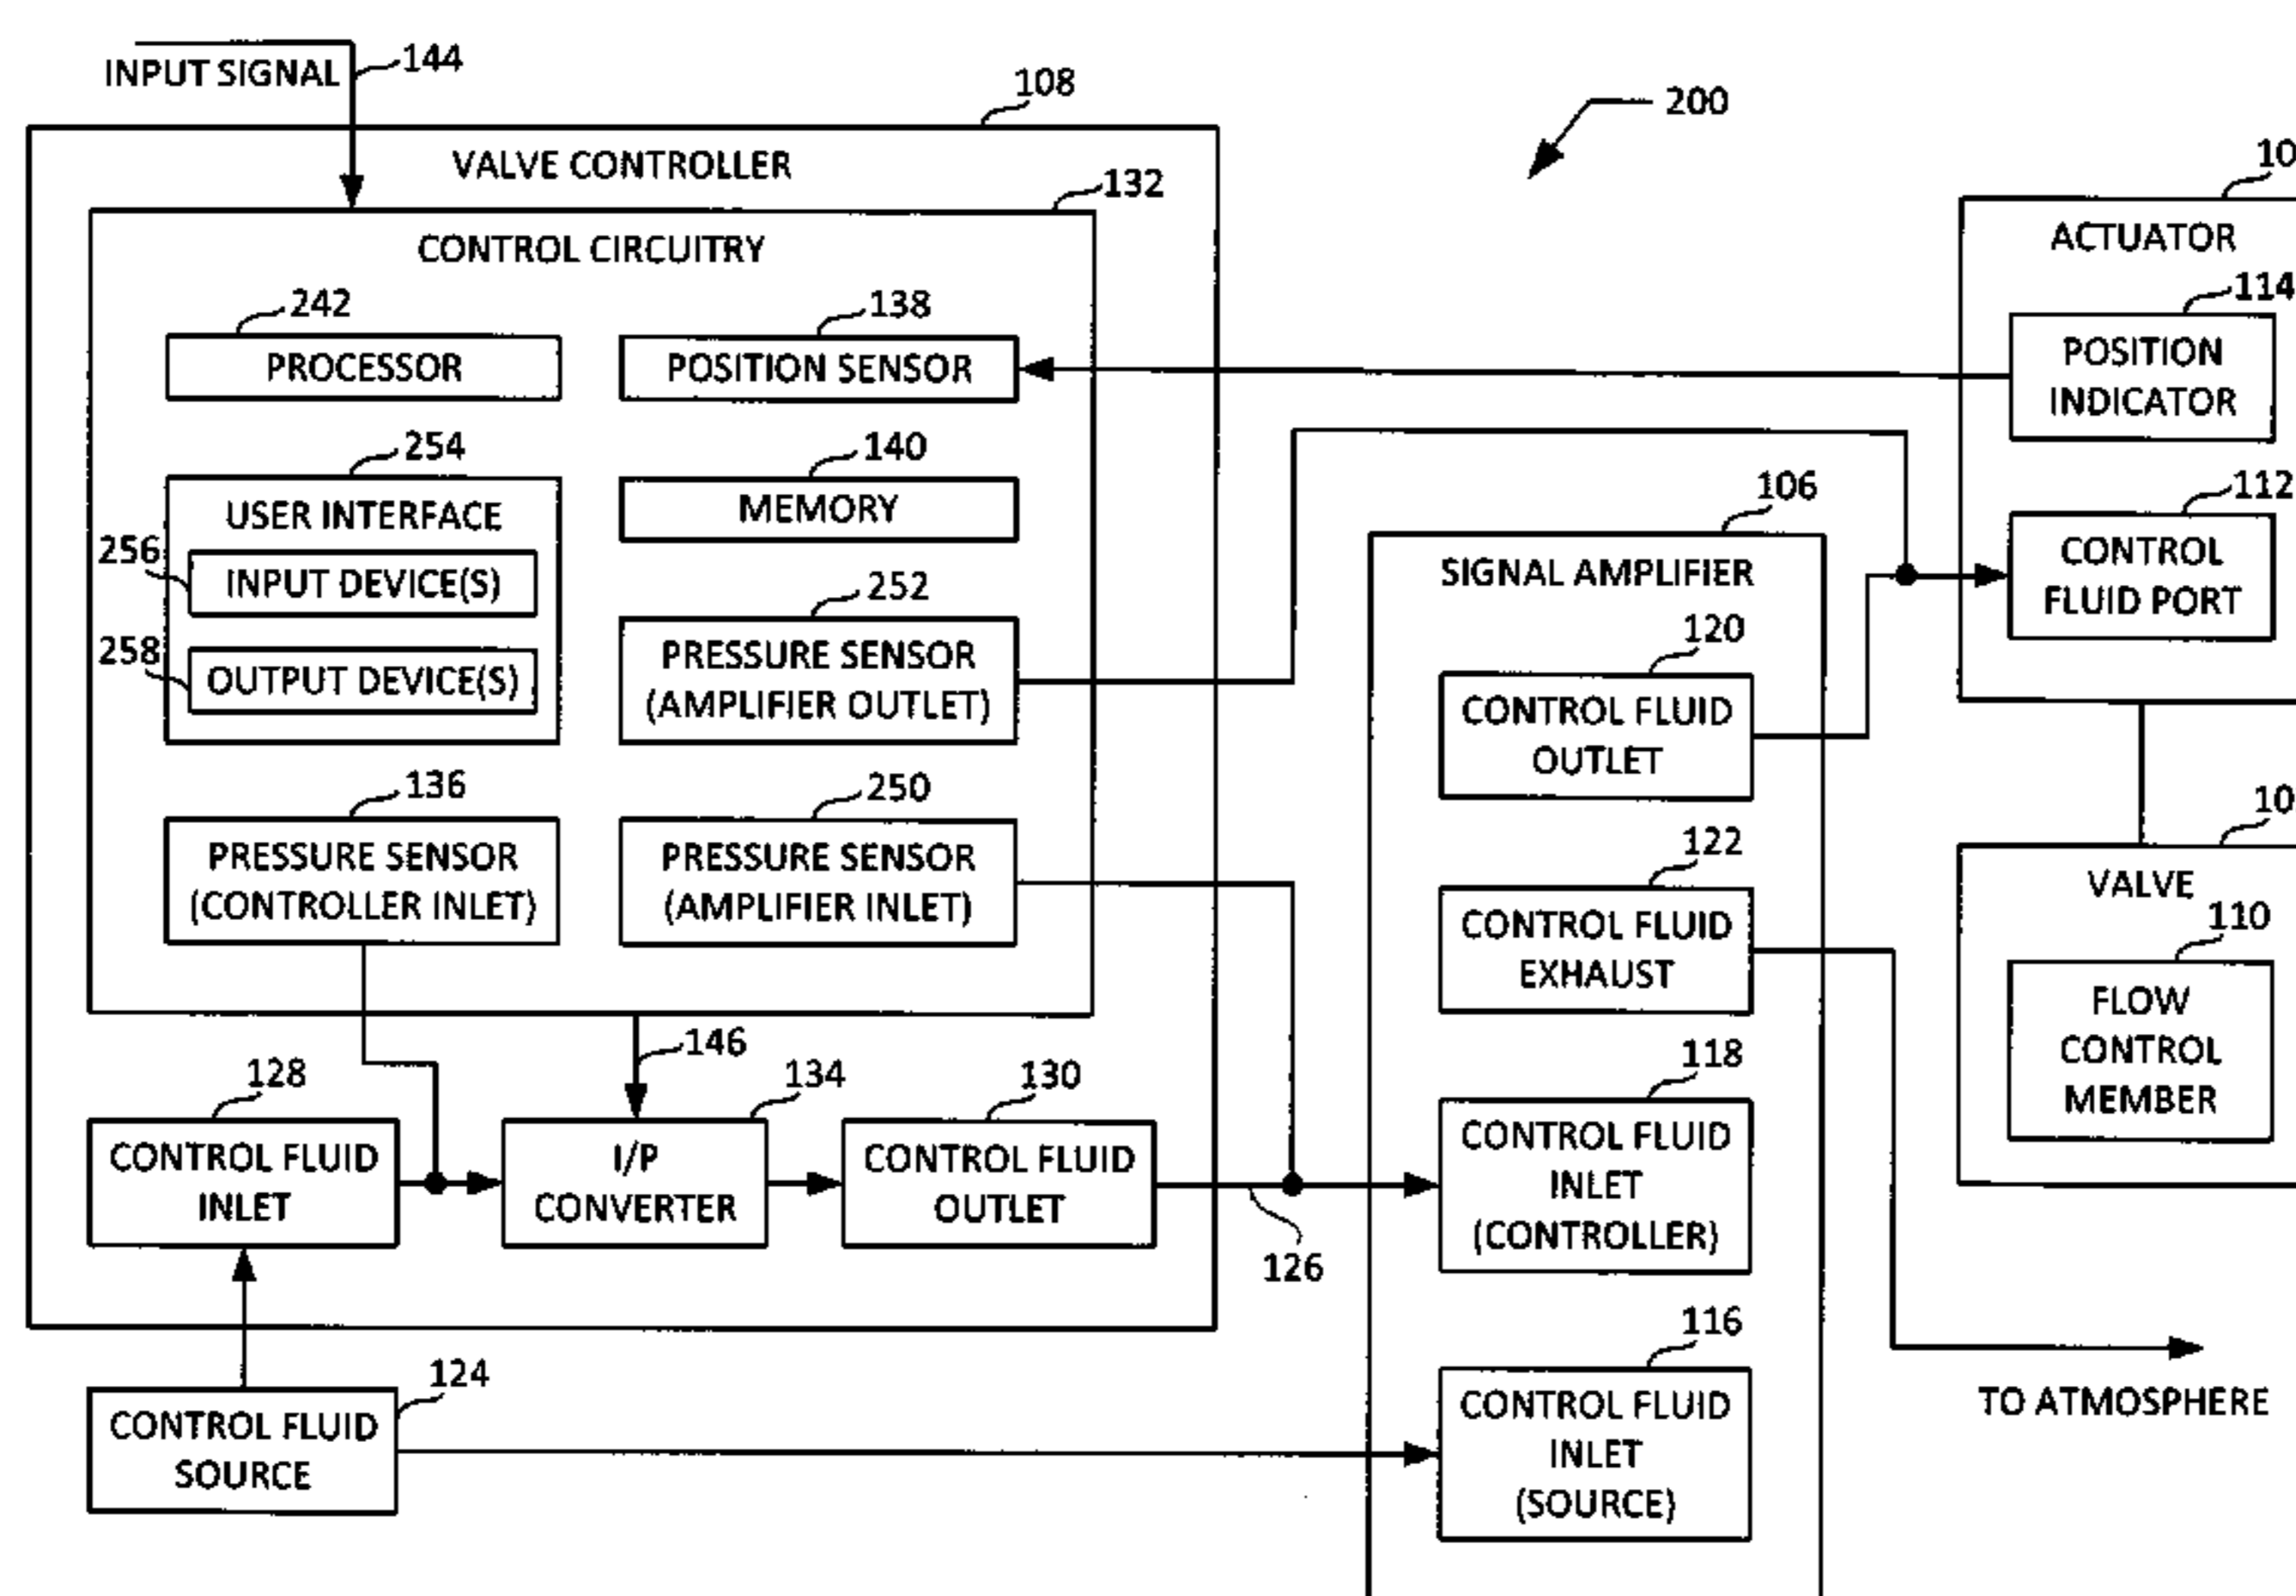 INPUT SIGNAL
144
108
VALVE CONTROLLER
132
CONTROL CIRCUITRY
242
PROCESSOR
138
POSITION SENSOR
254
USER INTERFACE
256
INPUT DEVICE(S)
258
OUTPUT DEVICE(S)
140
MEMORY
252
PRESSURE SENSOR
(AMPLIFIER OUTLET)
136
PRESSURE SENSOR
(CONTROLLER INLET)
250
PRESSURE SENSOR
(AMPLIFIER INLET)
146
128
CONTROL FLUID
INLET
134
I/P
CONVERTER
130
CONTROL FLUID
OUTLET
126
124
CONTROL FLUID
SOURCE
200
106
SIGNAL AMPLIFIER
120
CONTROL FLUID
OUTLET
122
CONTROL FLUID
EXHAUST
118
CONTROL FLUID
INLET
(CONTROLLER)
116
CONTROL FLUID
INLET
(SOURCE)
10
ACTUATOR
114
POSITION
INDICATOR
112
CONTROL
FLUID PORT
10
VALVE
110
FLOW
CONTROL
MEMBER
TO ATMOSPHERE